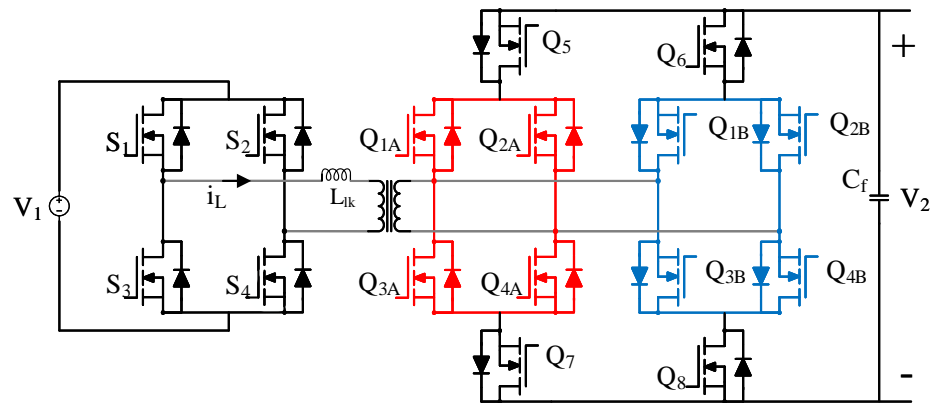 Q5
Q6
+
S1
S2
Q1A
Q2A
Q1B
Q2B
iL
Llk
Cf
V1
+
-
V2
S3
S4
Q3A
Q4A
Q3B
Q4B
Q7
Q8
-